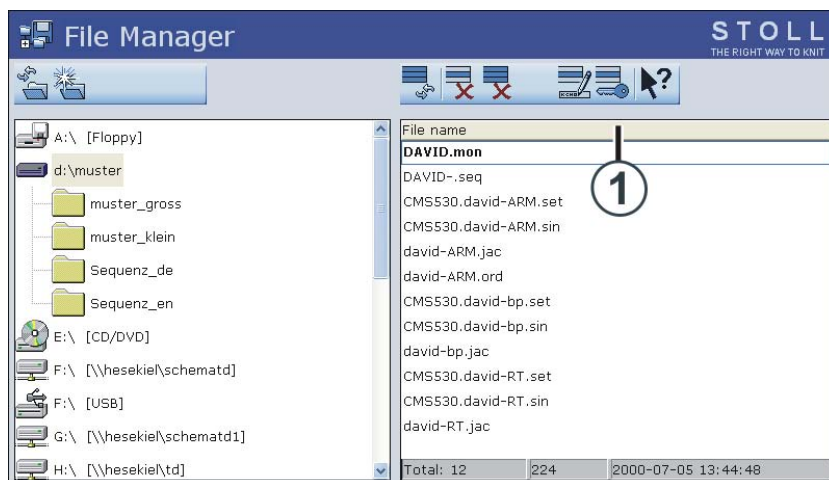 File Manager
STOLL
THE RIGHT WAY TO KNIT
A:\ [Floppy]
d:\muster
muster_gross
muster_klein
Sequenz_de
Sequenz_en
E:\ [CD/DVD]
F:\ [\\hesekiel\schematd]
F:\ [USB]
G:\ [\\hesekiel\schematd1]
H:\ [\\hesekiel\td]
File name
DAVID.mon
DAVID-.seq
CMS530.david-ARM.set
CMS530.david-ARM.sin
david-ARM.jac
david-ARM.ord
CMS530.david-bp.set
CMS530.david-bp.sin
david-bp.jac
CMS530.david-RT.set
CMS530.david-RT.sin
david-RT.jac
1
Total: 12 224 2000-07-05 13:44:48